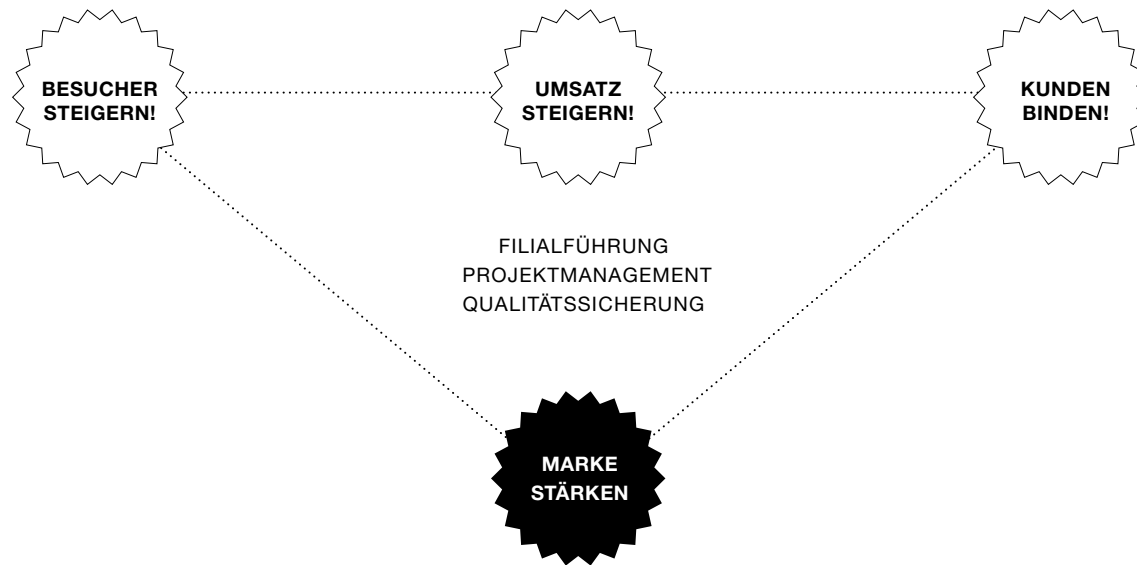 BESUCHER
STEIGERN!
UMSATZ
STEIGERN!
KUNDEN
BINDEN!
FILIALFÜHRUNG
PROJEKTMANAGEMENT
QUALITÄTSSICHERUNG
MARKE
STÄRKEN